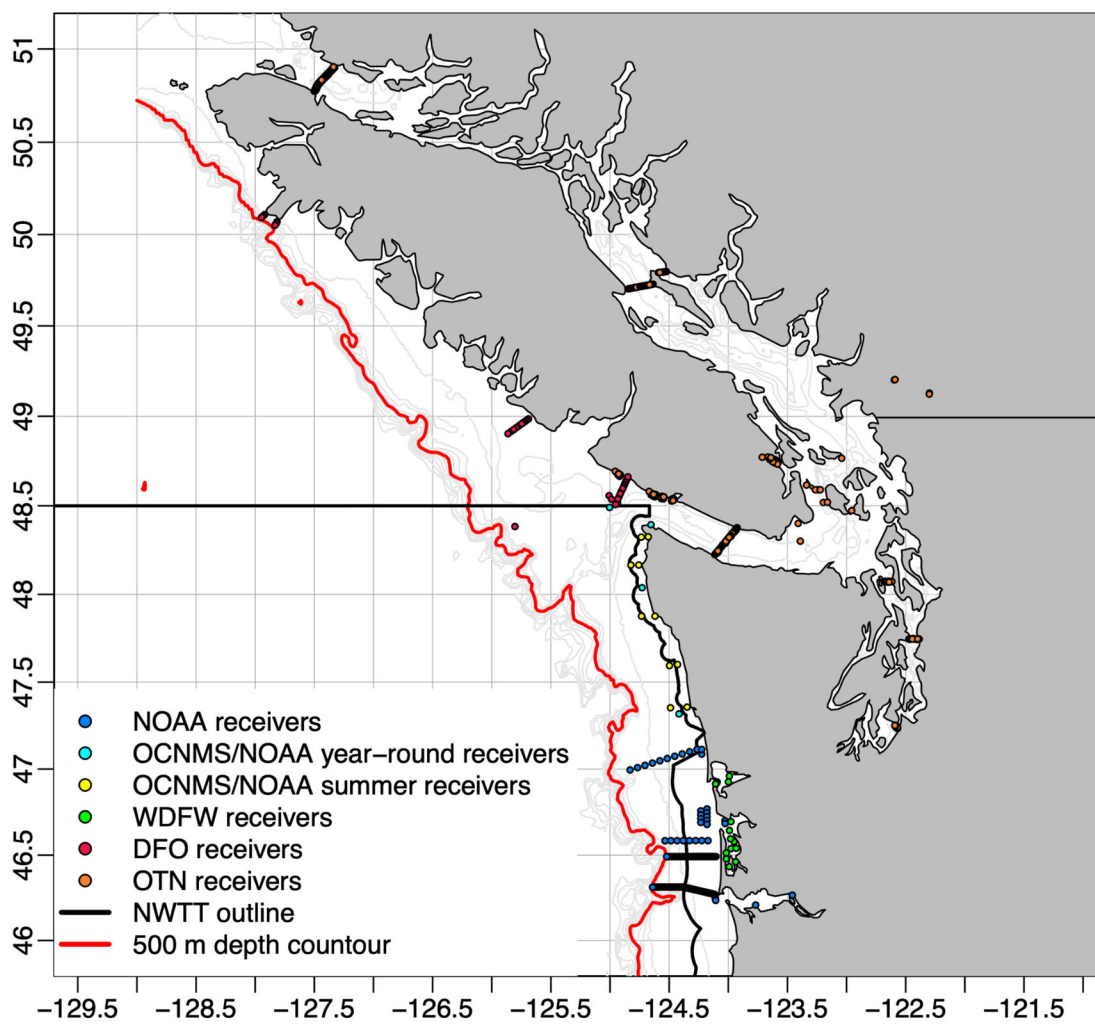 51
50.5
50
49.5
49
48.5
48
47.5
47
46.5
46
NOAA receivers
OCNMS/NOAA year−round receivers
OCNMS/NOAA summer receivers
WDFW receivers
DFO receivers
OTN receivers
NWTT outline
500 m depth countour
−129.5 −128.5 −127.5 −126.5 −125.5 −124.5 −123.5 −122.5 −121.5